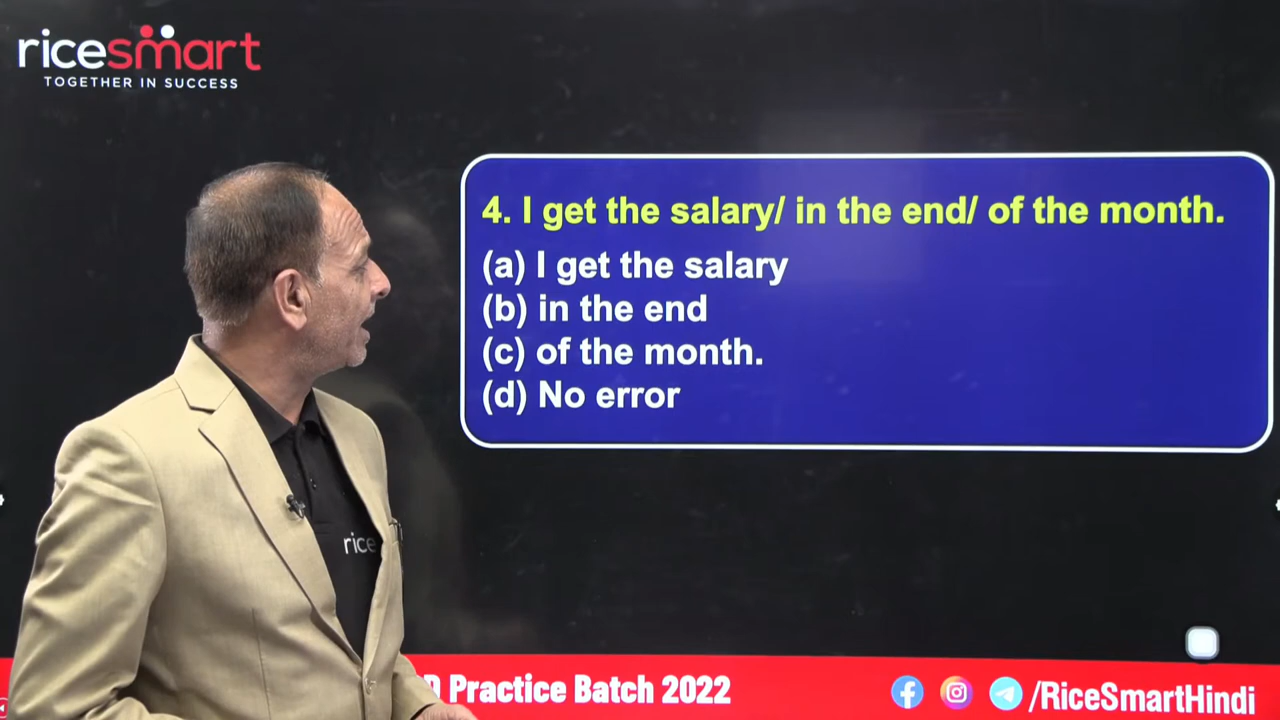 ricesmart
TOGETHER IN SUCCESS
4. I get the salary/ in the end/ of the month.
(a) I get the salary
(b) in the end
(c) of the month.
(d) No error
rice
D Practice Batch 2022
/RiceSmartHindi